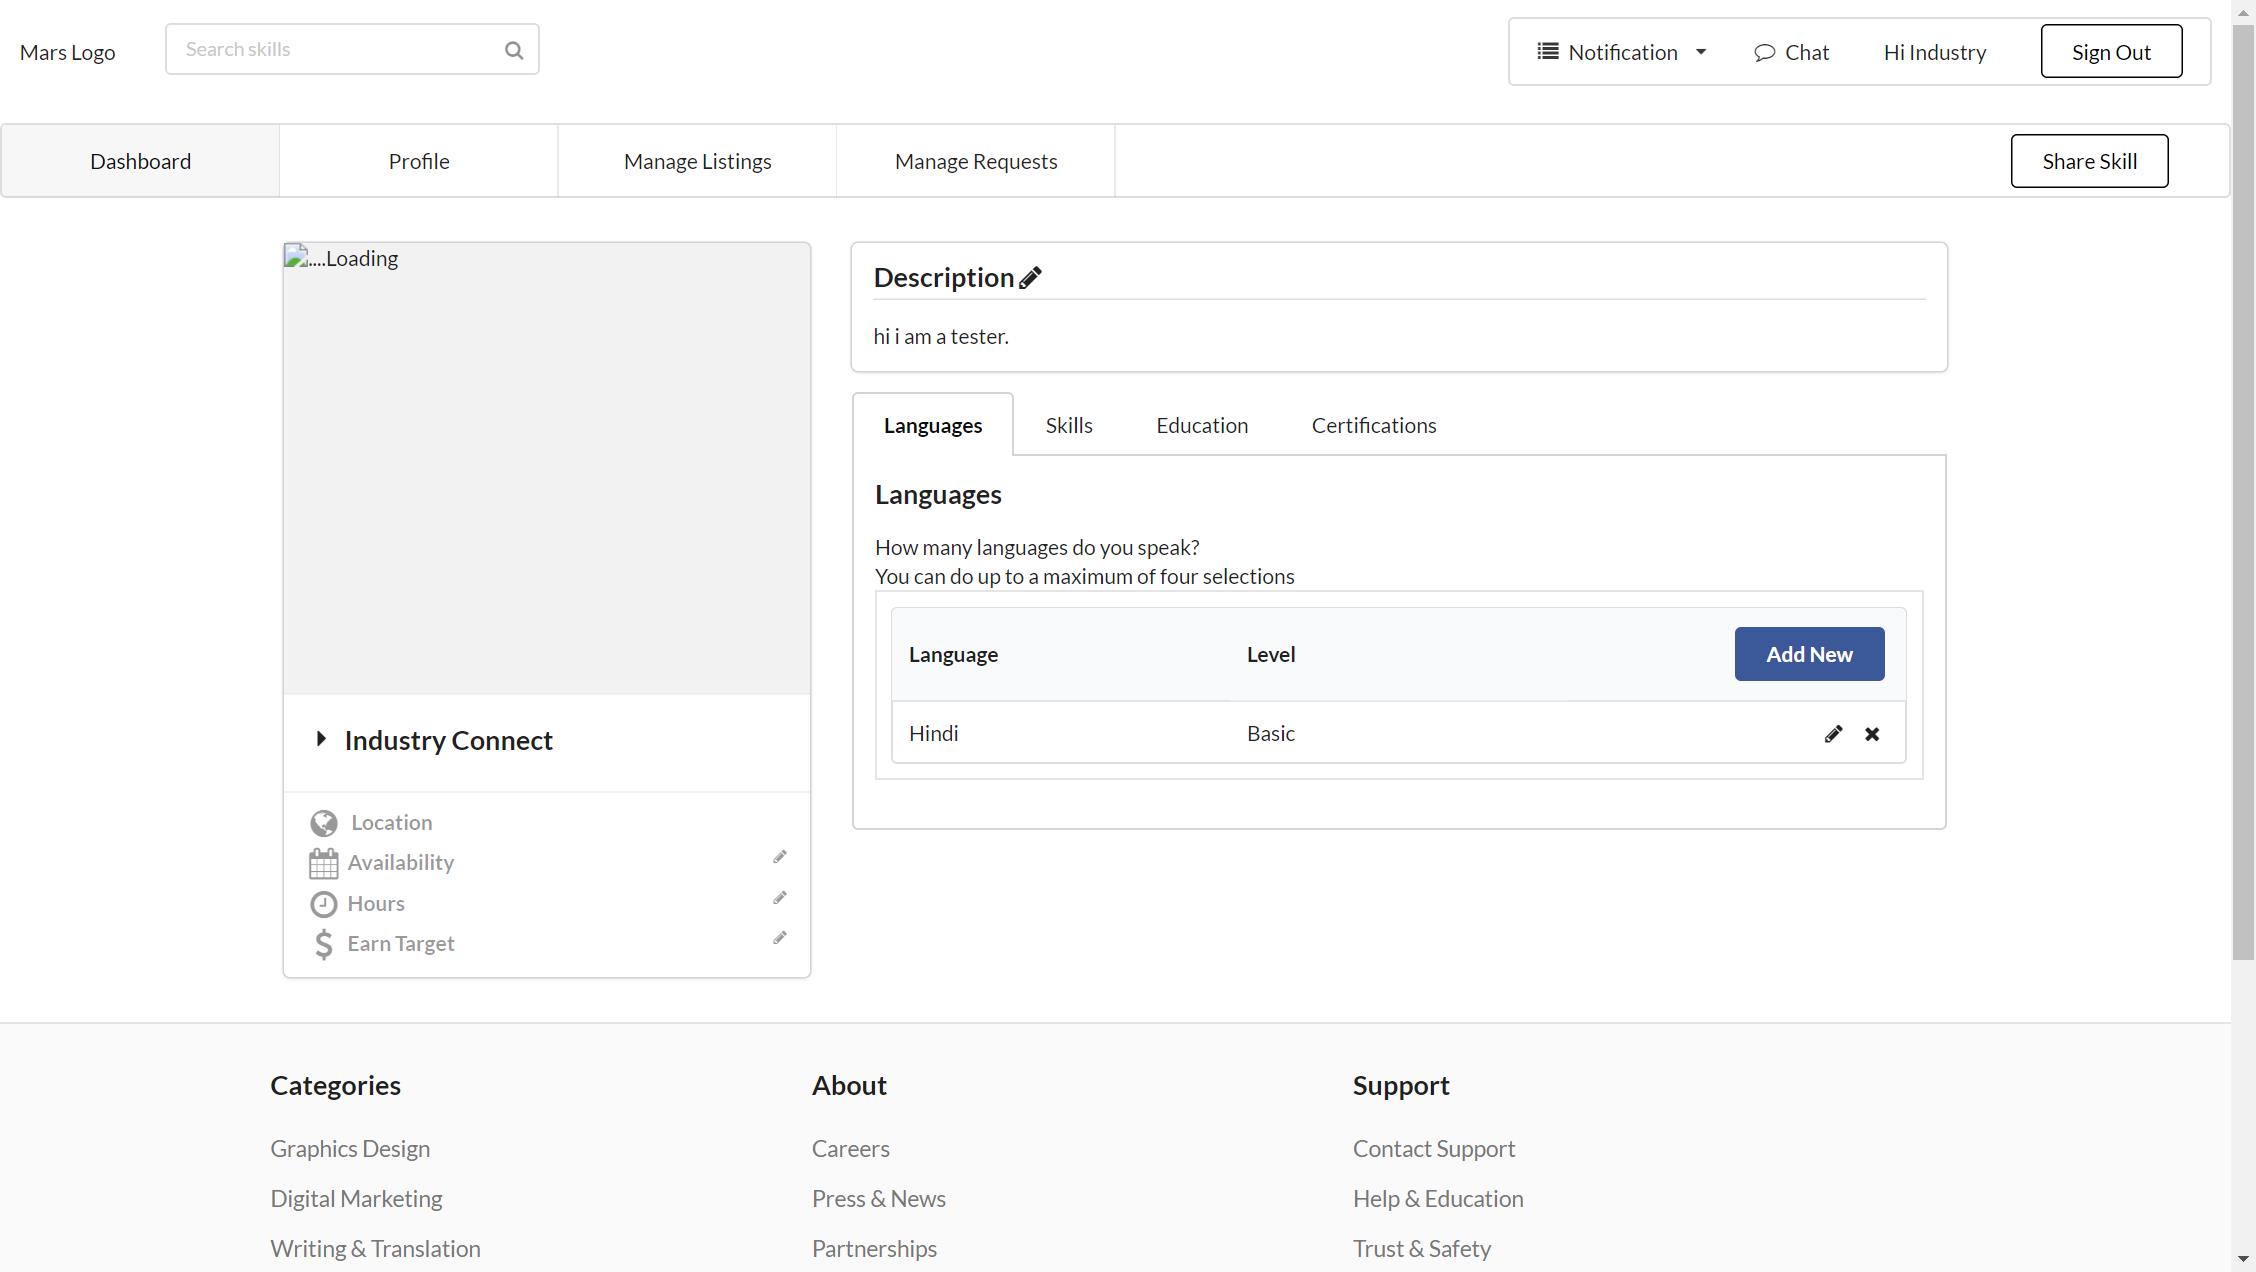 Mars Logo
Search skills
Notification
Chat
Hi Industry
Sign Out
Dashboard
Profile
Manage Listings
Manage Requests
Share Skill
....Loading
Industry Connect
Location
Availability
Hours
Earn Target
Description
hi i am a tester.
Languages
Skills
Education
Certifications
Languages
How many languages do you speak?
You can do up to a maximum of four selections
Language
Level
Add New
Hindi
Basic
Categories
Graphics Design
Digital Marketing
Writing & Translation
About
Careers
Press & News
Partnerships
Support
Contact Support
Help & Education
Trust & Safety